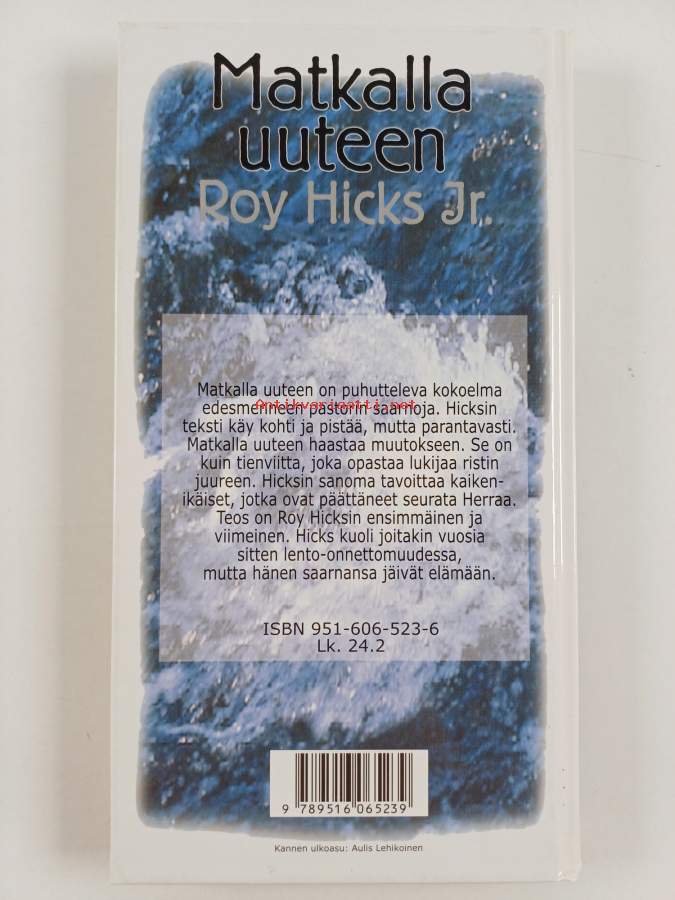 Matkalla
uuteen
Roy Hicks Jr.
Matkalla uuteen on puhutteleva kokoelma
edesmenneen pastorin saarnoja. Hicksin
Antikvariaatti.net
teksti käy kohti ja pistää, mutta parantavasti.
Matkalla uuteen haastaa muutokseen. Se on
kuin tienviitta, joka opastaa lukijaa ristin
juureen. Hicksin sanoma tavoittaa kaiken-
ikäiset, jotka ovat päättäneet seurata Herraa.
Teos on Roy Hicksin ensimmäinen ja
viimeinen. Hicks kuoli joitakin vuosia
sitten lento-onnettomuudessa,
mutta hänen saarnansa jäivät elämään.
ISBN 951-606-523-6
Lk. 24.2
9 789516 065239
Kannen ulkoasu: Aulis Lehikoinen